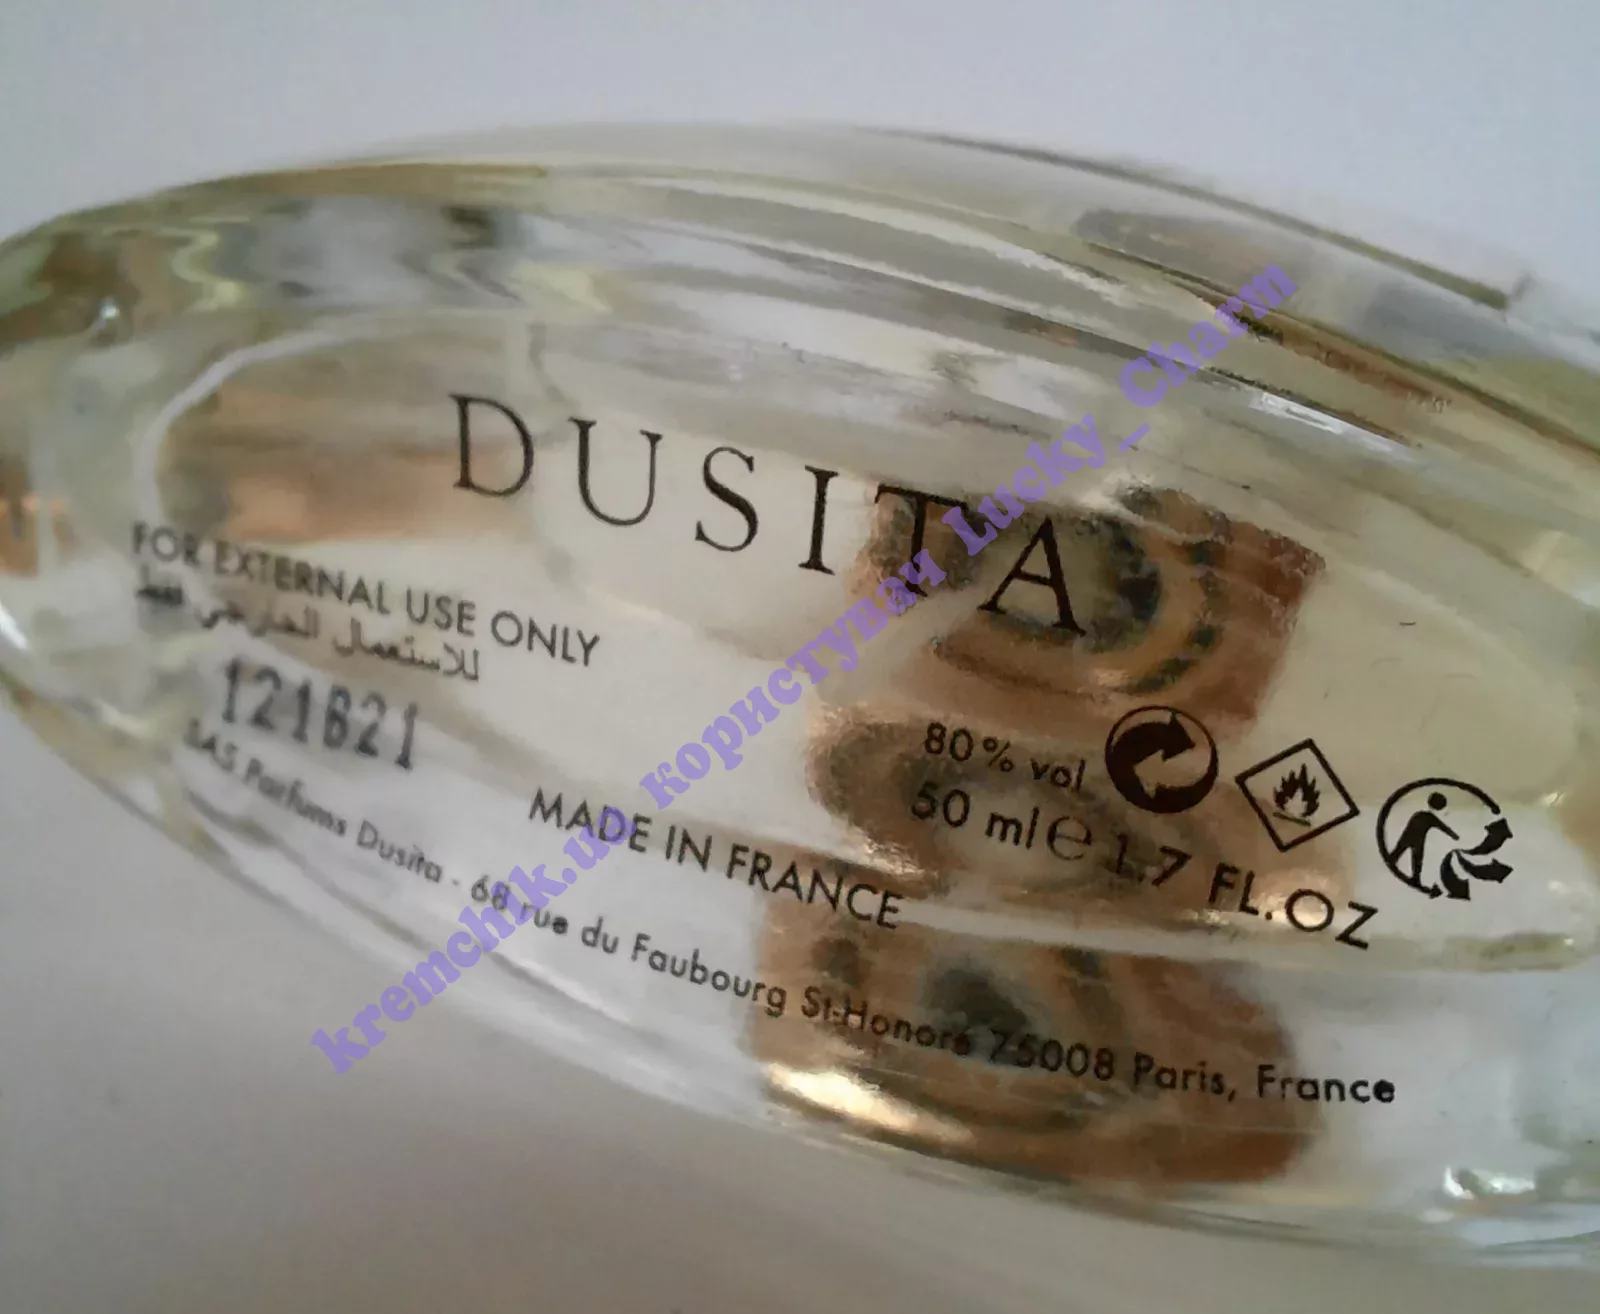 DUSITA
FOR EXTERNAL USE ONLY
للاستعمال الخارجي فقط
121B21
80% vol
50 ml e 1.7 FL.OZ
MADE IN FRANCE
SAS Parfums Dusita - 68 rue du Faubourg St-Honoré 75008 Paris, France
kremchik.ua користувач Lucky_Charm